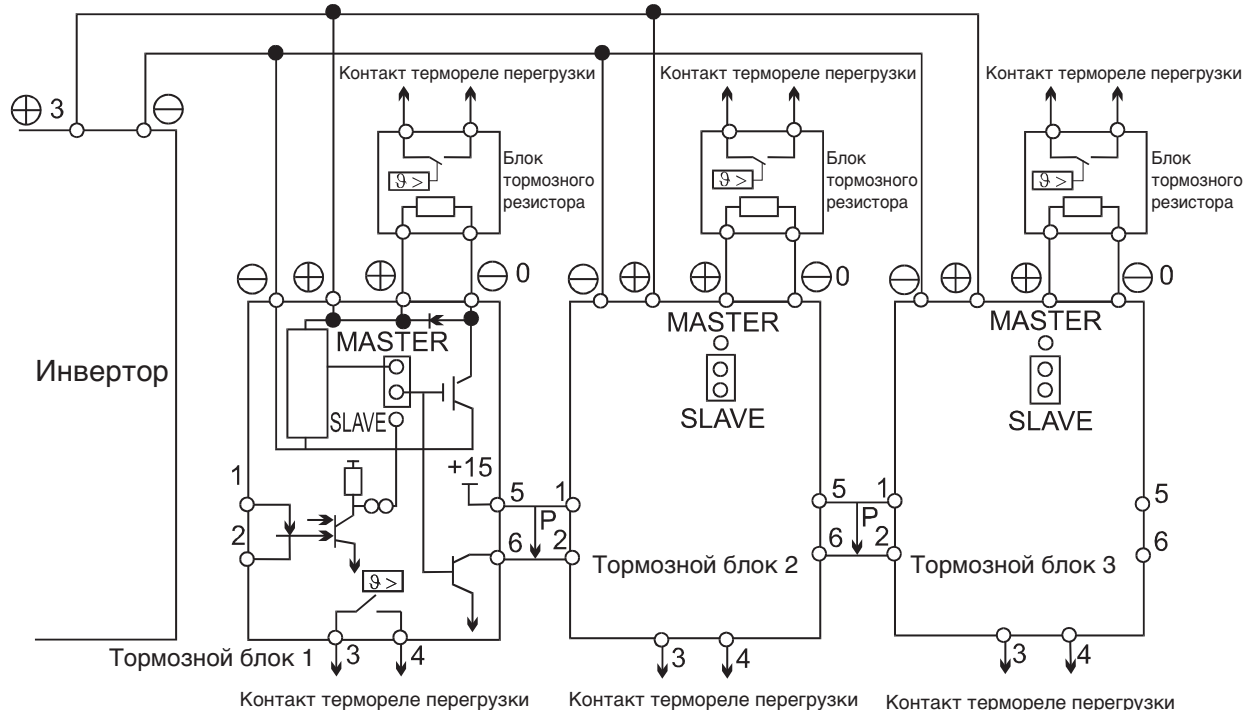 Контакт термореле перегрузки
Контакт термореле перегрузки
Контакт термореле перегрузки
⊕ 3
⊖
Блок
тормозного
резистора
Блок
тормозного
резистора
Блок
тормозного
резистора
ϑ >
ϑ >
ϑ >
⊖ ⊕ ⊕ ⊖ 0
⊖ ⊕ ⊕ ⊖ 0
⊖ ⊕ ⊕ ⊖ 0
Инвертор
MASTER
SLAVE
MASTER
SLAVE
MASTER
SLAVE
+15
1
2
5
6
P
1
2
5
6
P
1
2
5
6
ϑ >
Тормозной блок 2
Тормозной блок 3
Тормозной блок 1
3
4
3
4
3
4
Контакт термореле перегрузки
Контакт термореле перегрузки
Контакт термореле перегрузки